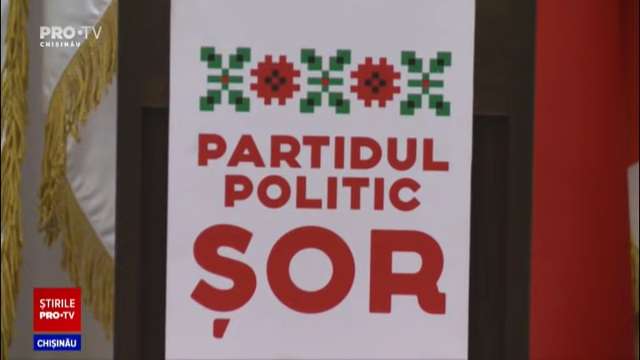 PRO•TV
CHIȘINĂU
PARTIDUL
POLITIC
ȘOR
ȘTIRILE
PRO•TV
CHIȘINĂU